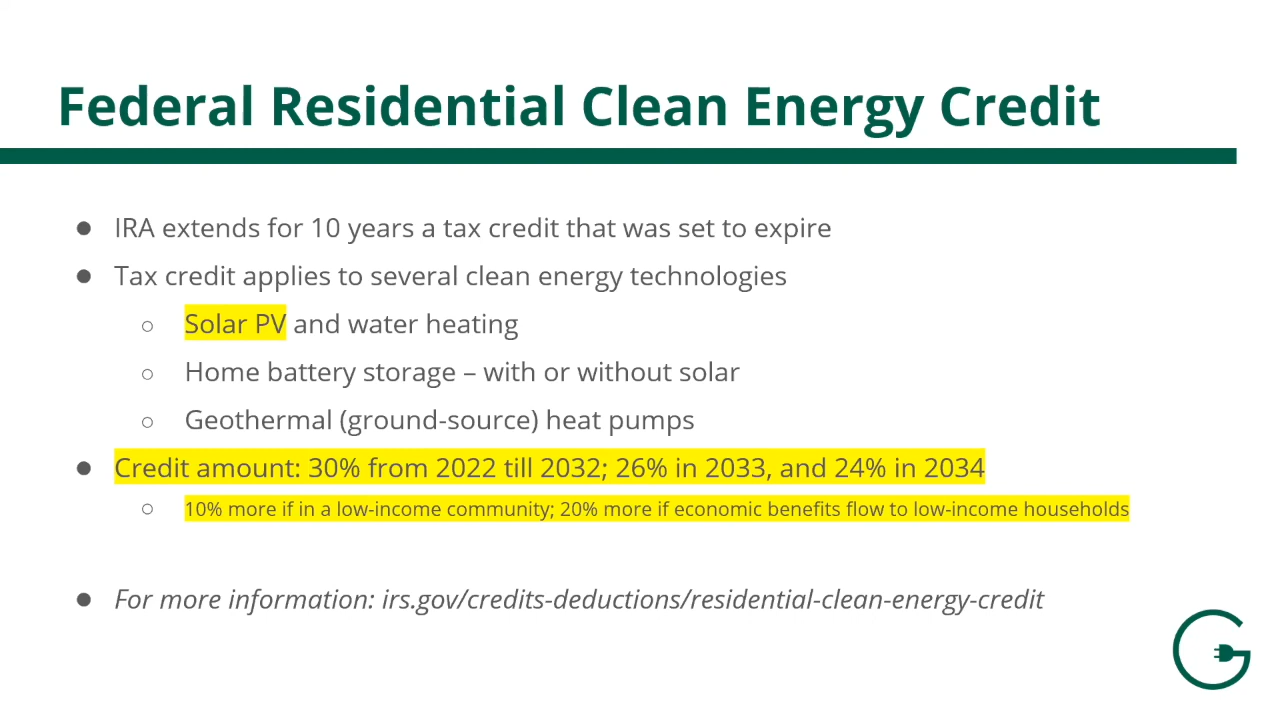 Federal Residential Clean Energy Credit
● IRA extends for 10 years a tax credit that was set to expire
● Tax credit applies to several clean energy technologies
○ Solar PV and water heating
○ Home battery storage – with or without solar
○ Geothermal (ground-source) heat pumps
● Credit amount: 30% from 2022 till 2032; 26% in 2033, and 24% in 2034
○ 10% more if in a low-income community; 20% more if economic benefits flow to low-income households
● For more information: irs.gov/credits-deductions/residential-clean-energy-credit